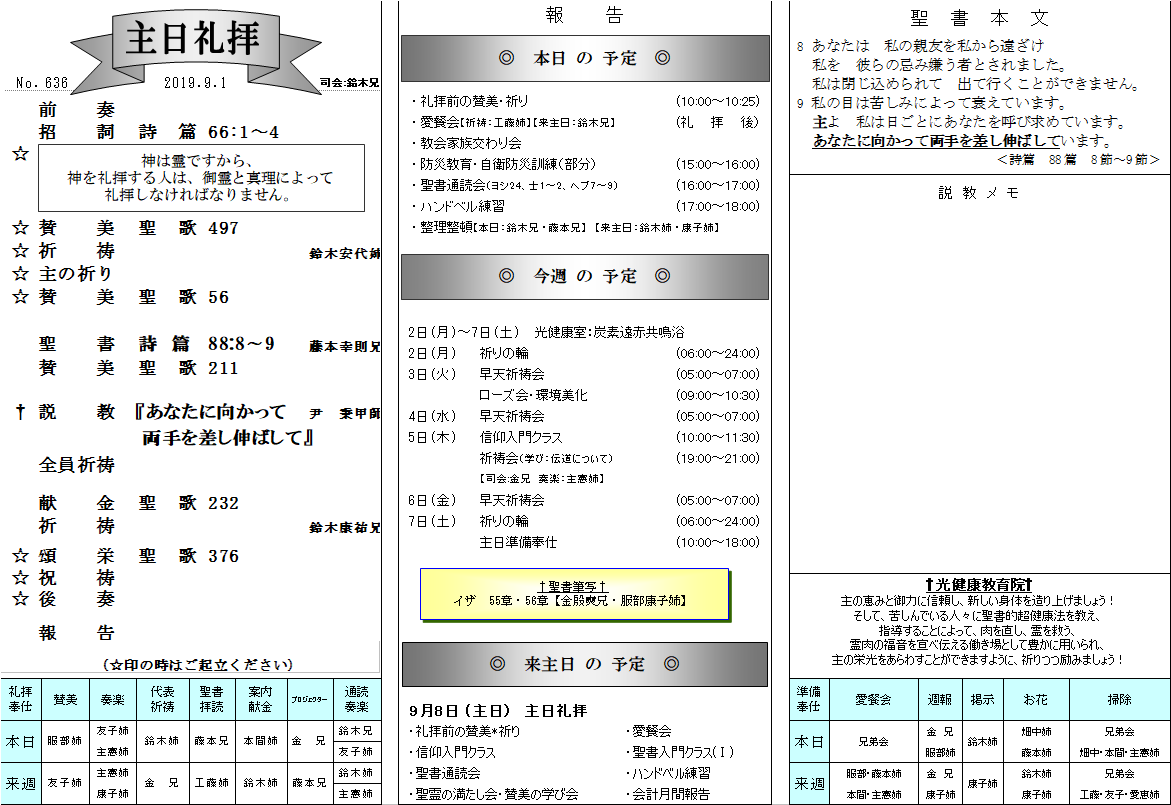 主日礼拝
No. 636 2019.9.1 司会:鈴木兄
前 奏
招 詞 詩 篇 66:1～4
☆ 神は霊ですから、
神を礼拝する人は、御霊と真理によって
礼拝しなければなりません。
☆ 賛 美 聖 歌 497
☆ 祈 祷 鈴木安代姉
☆ 主の祈り
☆ 賛 美 聖 歌 56
聖 書 詩 篇 88:8～9 藤本幸則兄
賛 美 聖 歌 211
† 説 教 『あなたに向かって 尹 秉甲師
両手を差し伸ばして』
全員祈祷
献 金 聖 歌 232
祈 祷 鈴木康祐兄
☆ 頌 栄 聖 歌 376
☆ 祝 祷
☆ 後 奏
報 告
(☆印の時はご起立ください)
礼拝奉仕 賛美 奏楽 代表祈祷 聖書拝読 案内献金 プロジェクター 通読奏楽
本日 服部姉 友子姉 主憲姉 鈴木姉 藤本兄 本間姉 金 兄 鈴木兄 友子姉
来週 友子姉 主憲姉 康子姉 金 兄 工藤姉 鈴木姉 藤本兄 鈴木姉 主憲姉
報 告
◎ 本日 の 予定 ◎
・礼拝前の賛美・祈り (10:00～10:25)
・愛餐会【祈祷:工藤姉】【来主日:鈴木兄】 (礼 拝 後)
・教会家族交わり会
・防災教育・自衛防災訓練(部分) (15:00～16:00)
・聖書通読会(ヨシ24、士1～2、ヘブ7～9) (16:00～17:00)
・ハンドベル練習 (17:00～18:00)
・整理整頓【本日:鈴木兄・藤本兄】 【来主日:鈴木姉・康子姉】
◎ 今週 の 予定 ◎
2日(月)～7日(土) 光健康室:炭素遠赤共鳴浴
2日(月) 祈りの輪 (06:00～24:00)
3日(火) 早天祈祷会 (05:00～07:00)
ローズ会・環境美化 (09:00～10:30)
4日(水) 早天祈祷会 (05:00～07:00)
5日(木) 信仰入門クラス (10:00～11:30)
祈祷会(学び:伝道について) (19:00～21:00)
【司会:金兄 奏楽:主憲姉】
6日(金) 早天祈祷会 (05:00～07:00)
7日(土) 祈りの輪 (06:00～24:00)
主日準備奉仕 (10:00～18:00)
†聖書筆写†
イザ 55章・56章【金殷奭兄・服部康子姉】
◎ 来主日 の 予定 ◎
9月8日(主日) 主日礼拝
・礼拝前の賛美*祈り ・愛餐会
・信仰入門クラス ・聖書入門クラス(Ⅰ)
・聖書通読会 ・ハンドベル練習
・聖霊の満たし会・賛美の学び会 ・会計月間報告
聖 書 本 文
8 あなたは 私の親友を私から遠ざけ
私を 彼らの忌み嫌う者とされました。
私は閉じ込められて 出て行くことができません。
9 私の目は苦しみによって衰えています。
主よ 私は日ごとにあなたを呼び求めています。
あなたに向かって両手を差し伸ばしています。
＜詩篇 88篇 8節～9節＞
説 教 メ モ
†光健康教育院†
主の恵みと御力に信頼し、新しい身体を造り上げましょう!
そして、苦しんでいる人々に聖書的超健康法を教え、
指導することによって、肉を直し、霊を救う、
霊肉の福音を宣べ伝える働き場として豊かに用いられ、
主の栄光をあらわすことができますように、祈りつつ励みましょう!
準備奉仕 愛餐会 週報 掲示 お花 掃除
本日 兄弟会 金 兄 服部姉 鈴木姉 畑中姉 藤本姉 兄弟会 畑中・本間・主憲姉
来週 服部・藤本姉 本間・主憲姉 金 兄 康子姉 康子姉 鈴木姉 康子姉 兄弟会 工藤・友子・愛恵姉